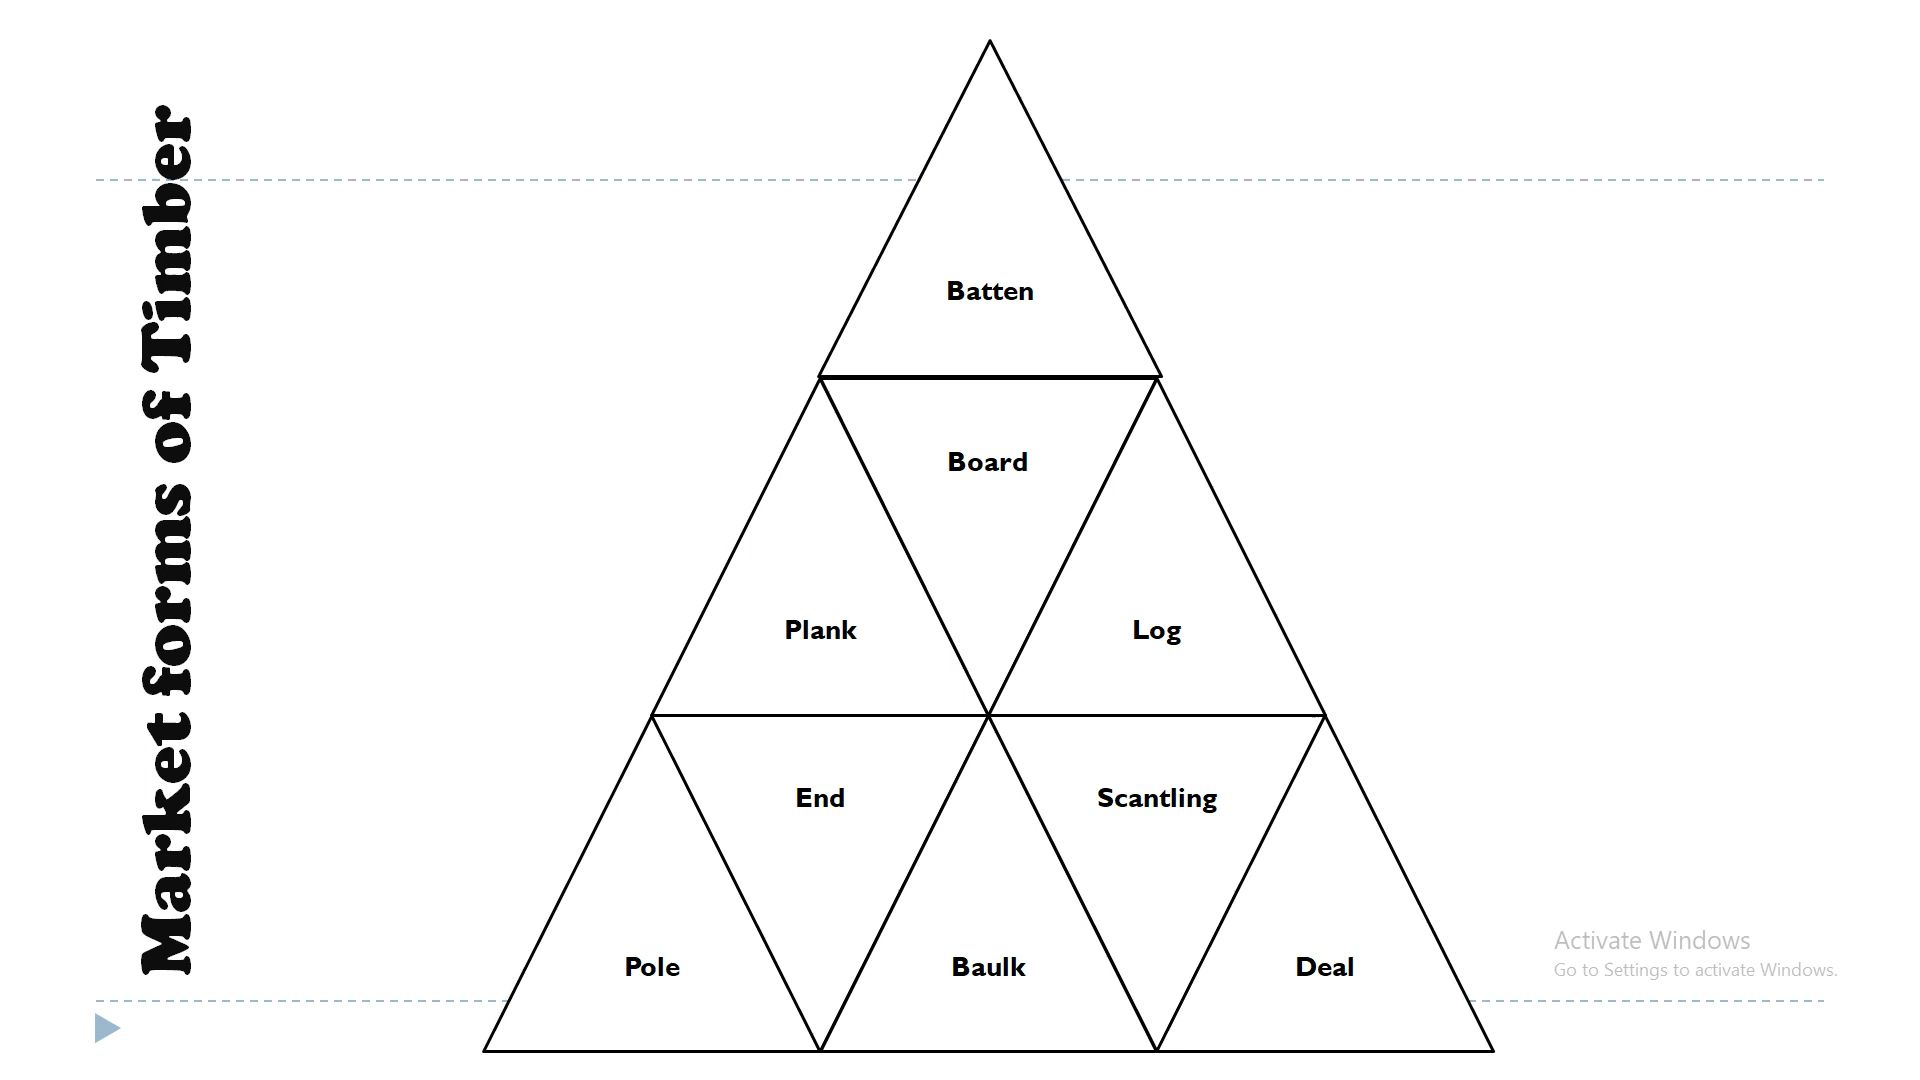 Market forms of Timber
Batten
Board
Plank
Log
End
Scantling
Pole
Baulk
Deal
Activate Windows
Go to Settings to activate Windows.